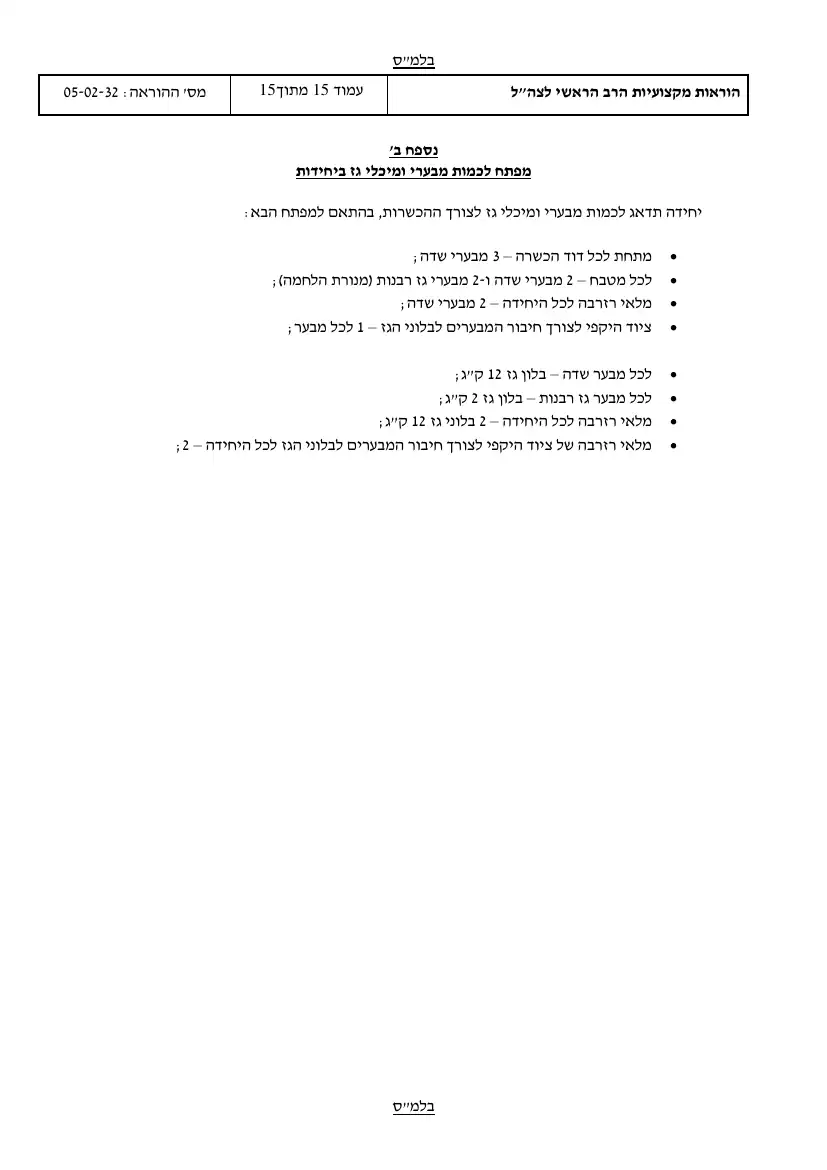 בלמ״ס
הוראות מקצועיות הרב הראשי לצה״ל
עמוד 15 מתוך15
מס׳ ההוראה: 05-02-32
נספח ב׳
מפתח לכמות מבערי ומיכלי גז ביחידות
יחידה תדאג לכמות מבערי ומיכלי גז לצורך ההכשרות, בהתאם למפתח הבא:
• מתחת לכל דוד הכשרה – 3 מבערי שדה;
• לכל מטבח – 2 מבערי שדה ו-2 מבערי גז רבנות (מנורת הלחמה);
• מלאי רזרבה לכל היחידה – 2 מבערי שדה;
• ציוד היקפי לצורך חיבור המבערים לבלוני הגז – 1 לכל מבער;
• לכל מבער שדה – בלון גז 12 ק״ג;
• לכל מבער גז רבנות – בלון גז 2 ק״ג;
• מלאי רזרבה לכל היחידה – 2 בלוני גז 12 ק״ג;
• מלאי רזרבה של ציוד היקפי לצורך חיבור המבערים לבלוני הגז לכל היחידה – 2;
בלמ״ס